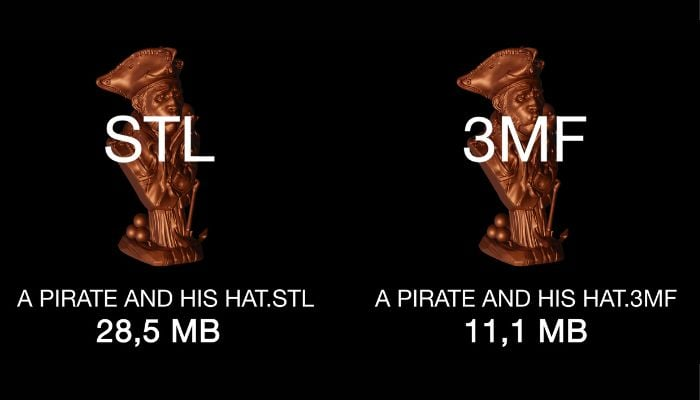 STL
A PIRATE AND HIS HAT.STL
28,5 MB
3MF
A PIRATE AND HIS HAT.3MF
11,1 MB